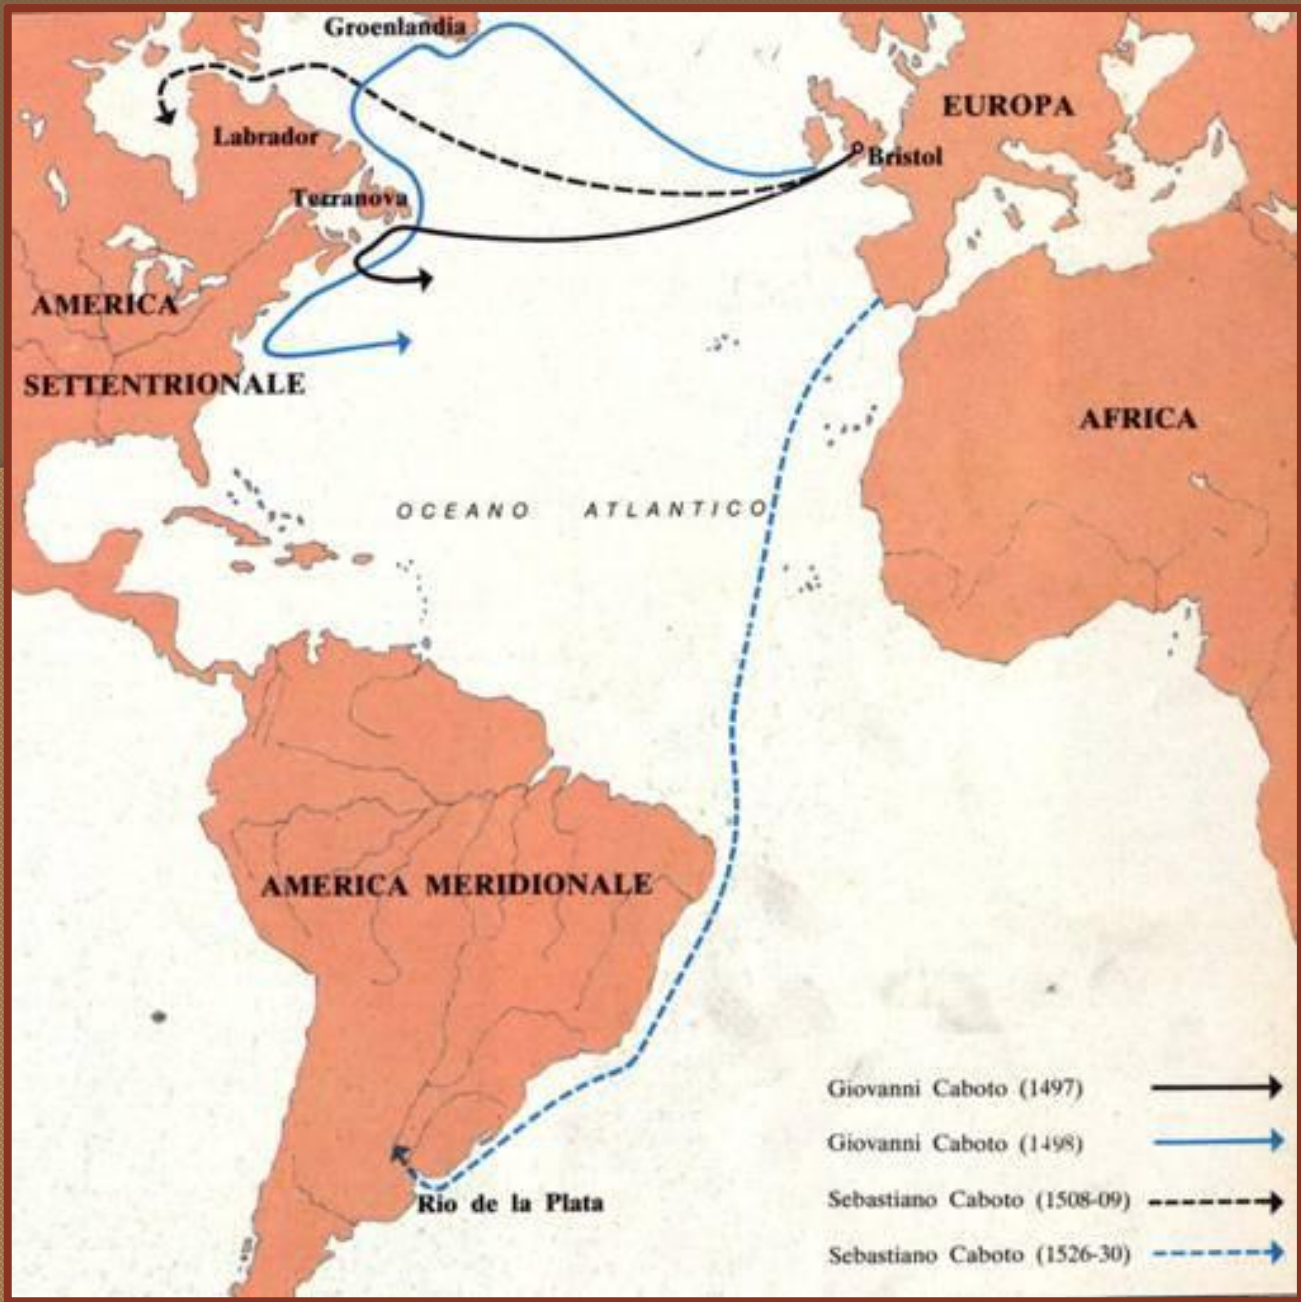 Groenlandia
EUROPA
Labrador
Bristol
Terranova
AMERICA
SETTENTRIONALE
AFRICA
OCEANO ATLANTICO
AMERICA MERIDIONALE
Giovanni Caboto (1497)
Giovanni Caboto (1498)
Sebastiano Caboto (1508-09)
Rio de la Plata
Sebastiano Caboto (1526-30)